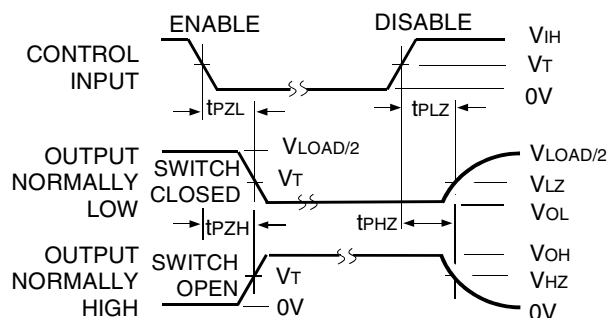 ENABLE
DISABLE
CONTROL
INPUT
VIH
VT
0V
tPZL
tPLZ
OUTPUT
NORMALLY
LOW
SWITCH
CLOSED
VLOAD/2
VT
VLOAD/2
VLZ
VOL
tPZH
tPHZ
OUTPUT
NORMALLY
HIGH
SWITCH
OPEN
VT
0V
VOH
VHZ
0V